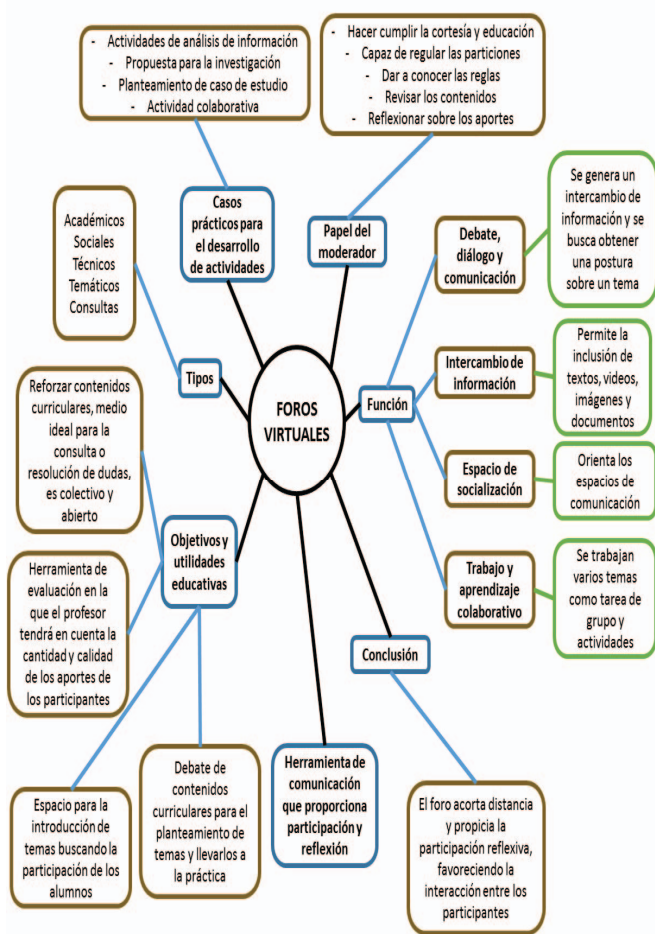 - Actividades de análisis de información
- Propuesta para la investigación
- Planteamiento de caso de estudio
- Actividad colaborativa
- Hacer cumplir la cortesía y educación
- Capaz de regular las particiones
- Dar a conocer las reglas
- Revisar los contenidos
- Reflexionar sobre los aportes
Casos
prácticos para
el desarrollo
de actividades
Papel del
moderador
Académicos
Sociales
Técnicos
Temáticos
Consultas
Tipos
FOROS
VIRTUALES
Función
Debate,
diálogo y
comunicación
Se genera un
intercambio de
información y se
busca obtener
una postura
sobre un tema
Intercambio de
información
Permite la
inclusión de
textos, videos,
imágenes y
documentos
Espacio de
socialización
Orienta los
espacios de
comunicación
Trabajo y
aprendizaje
colaborativo
Se trabajan
varios temas
como tarea de
grupo y
actividades
Reforzar contenidos
curriculares, medio
ideal para la
consulta o
resolución de dudas,
es colectivo y
abierto
Objetivos y
utilidades
educativas
Herramienta de
evaluación en la
que el profesor
tendrá en cuenta la
cantidad y calidad
de los aportes de
los participantes
Espacio para la
introducción de
temas buscando la
participación de los
alumnos
Debate de
contenidos
curriculares para el
planteamiento de
temas y llevarlos a
la práctica
Herramienta de
comunicación
que proporciona
participación y
reflexión
Conclusión
El foro acorta distancia
y propicia la
participación reflexiva,
favoreciendo la
interacción entre los
participantes